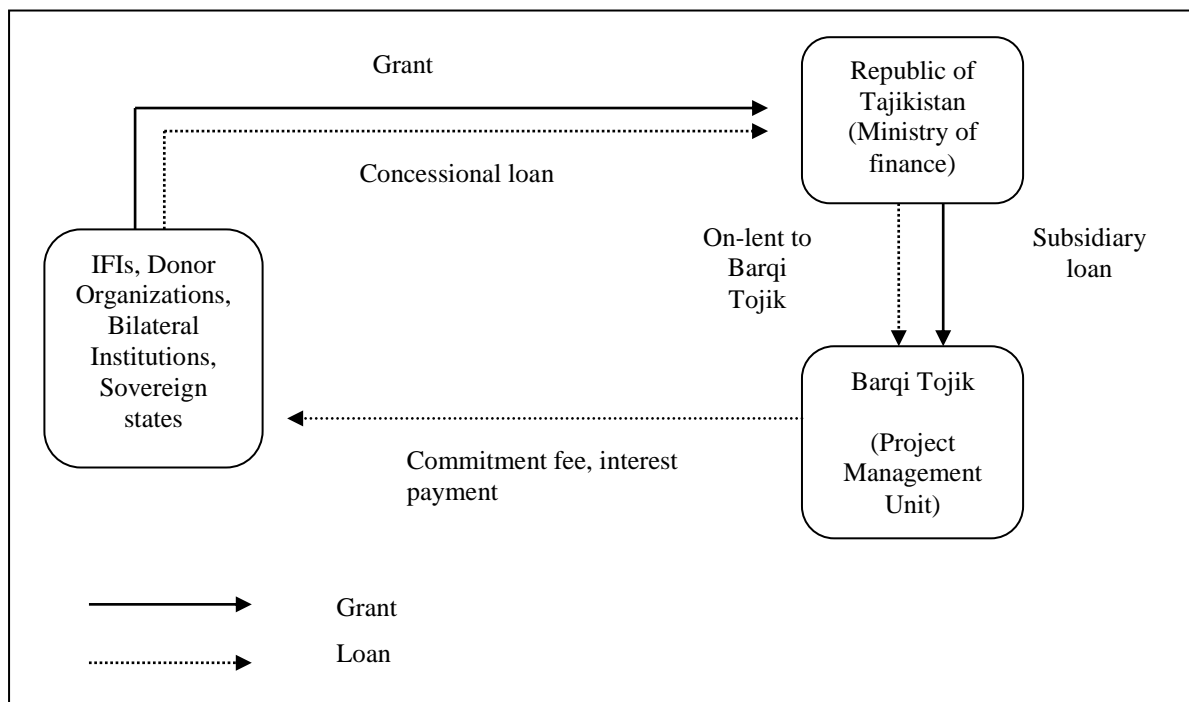 Grant
Republic of
Tajikistan
(Ministry of
finance)
Concessional loan
On-lent to
Barqi
Tojik
Subsidiary
loan
IFIs, Donor
Organizations,
Bilateral
Institutions,
Sovereign
states
Barqi Tojik
(Project
Management
Unit)
Commitment fee, interest
payment
Grant
Loan